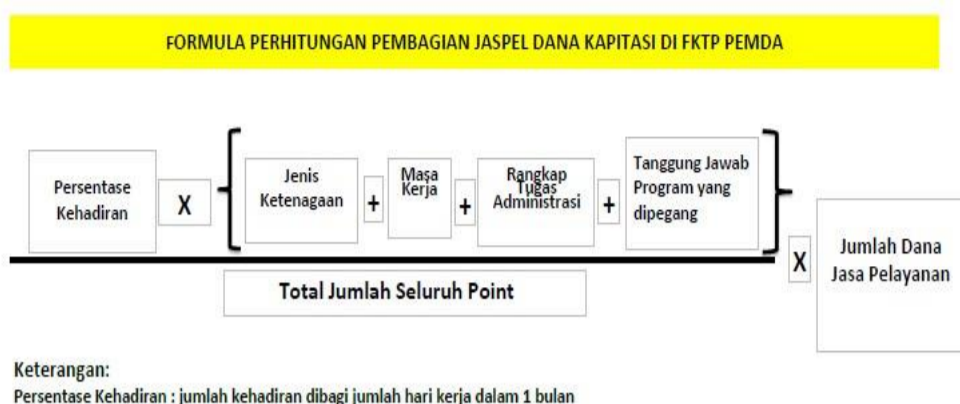 FORMULA PERHITUNGAN PEMBAGIAN JASPEL DANA KAPITASI DI FKTP PEMDA
Persentase
Kehadiran
X
Jenis
Ketenagaan
+
Masa
Kerja
+
Rangkap
Tugas
Administrasi
+
Tanggung Jawab
Program yang
dipegang
X
Jumlah Dana
Jasa Pelayanan
Total Jumlah Seluruh Point
Keterangan:
Persentase Kehadiran : jumlah kehadiran dibagi jumlah hari kerja dalam 1 bulan